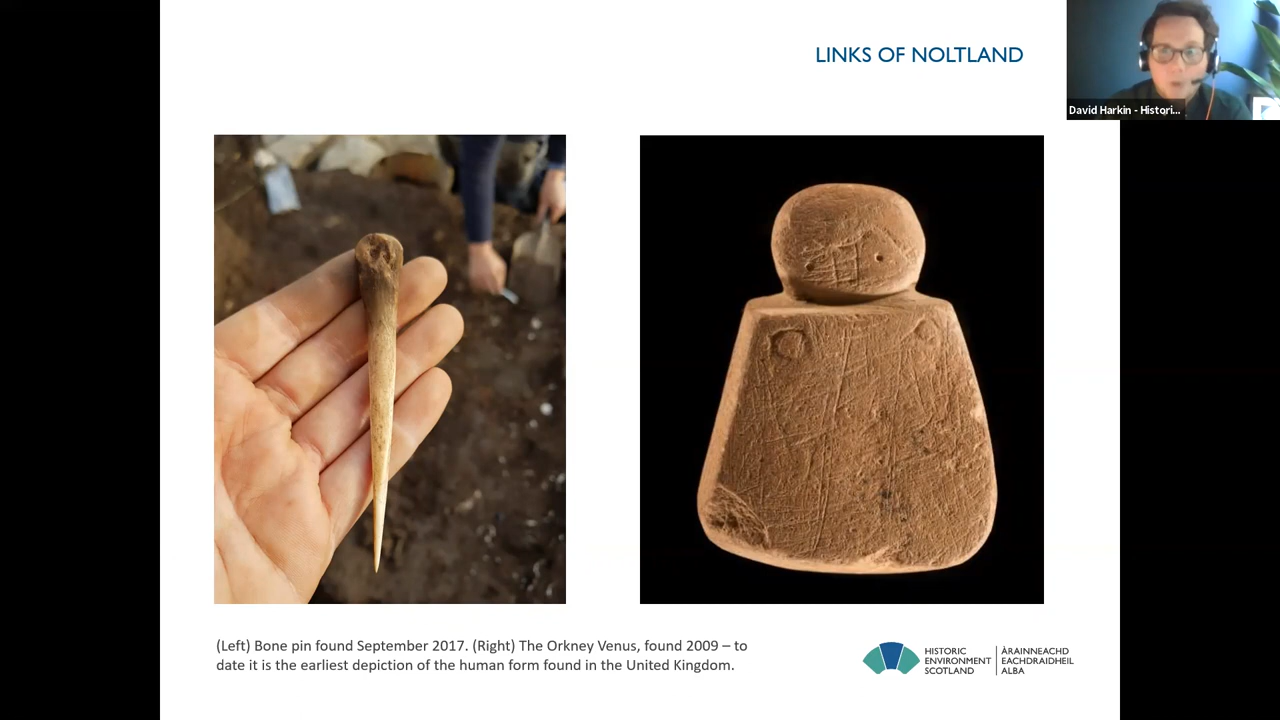 LINKS OF NOLTLAND
David Harkin - Histori...
(Left) Bone pin found September 2017. (Right) The Orkney Venus, found 2009 – to
date it is the earliest depiction of the human form found in the United Kingdom.
HISTORIC
ENVIRONMENT
SCOTLAND
ÀRAINNEACHD
EACHDRAIDHEIL
ALBA